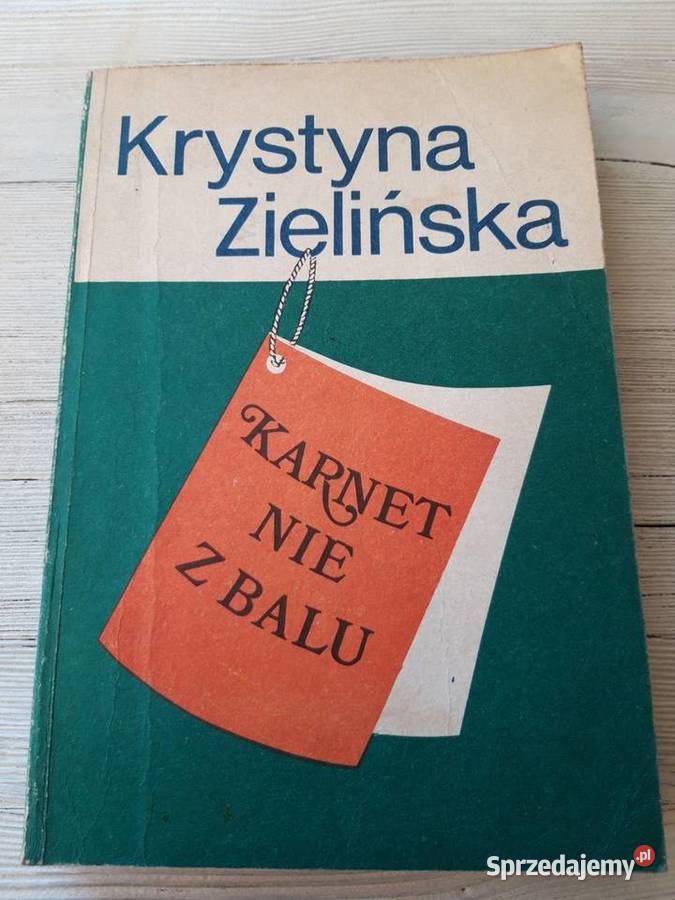 Krystyna
Zielińska
KARNET
NIE
Z BALU
Sprzedajemy.pl